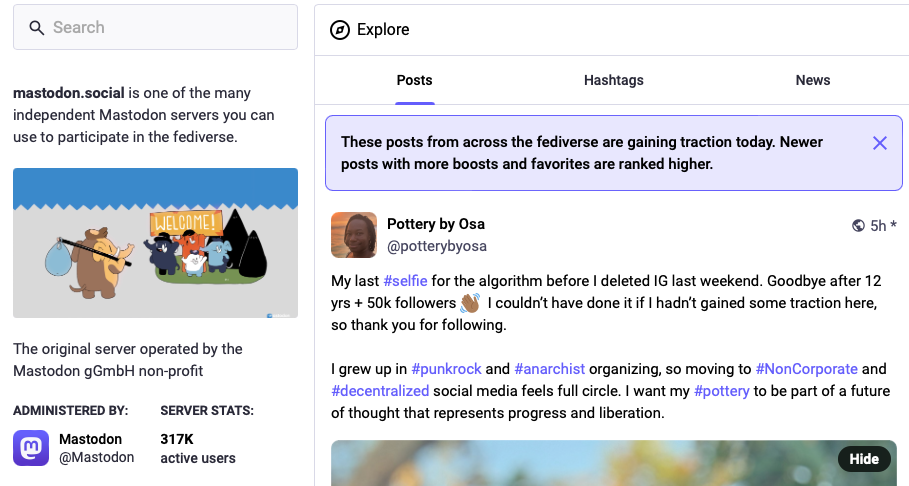 Search
mastodon.social is one of the many
independent Mastodon servers you can
use to participate in the fediverse.
WELCOME!
The original server operated by the
Mastodon gGmbH non-profit
ADMINISTERED BY:
Mastodon
@Mastodon
SERVER STATS:
317K
active users
Explore
Posts
Hashtags
News
These posts from across the fediverse are gaining traction today. Newer
posts with more boosts and favorites are ranked higher.
Pottery by Osa
@potterybyosa
5h *
My last #selfie for the algorithm before I deleted IG last weekend. Goodbye after 12
yrs + 50k followers 👋🏾 I couldn't have done it if I hadn't gained some traction here,
so thank you for following.
I grew up in #punkrock and #anarchist organizing, so moving to #NonCorporate and
#decentralized social media feels full circle. I want my #pottery to be part of a future
of thought that represents progress and liberation.
Hide